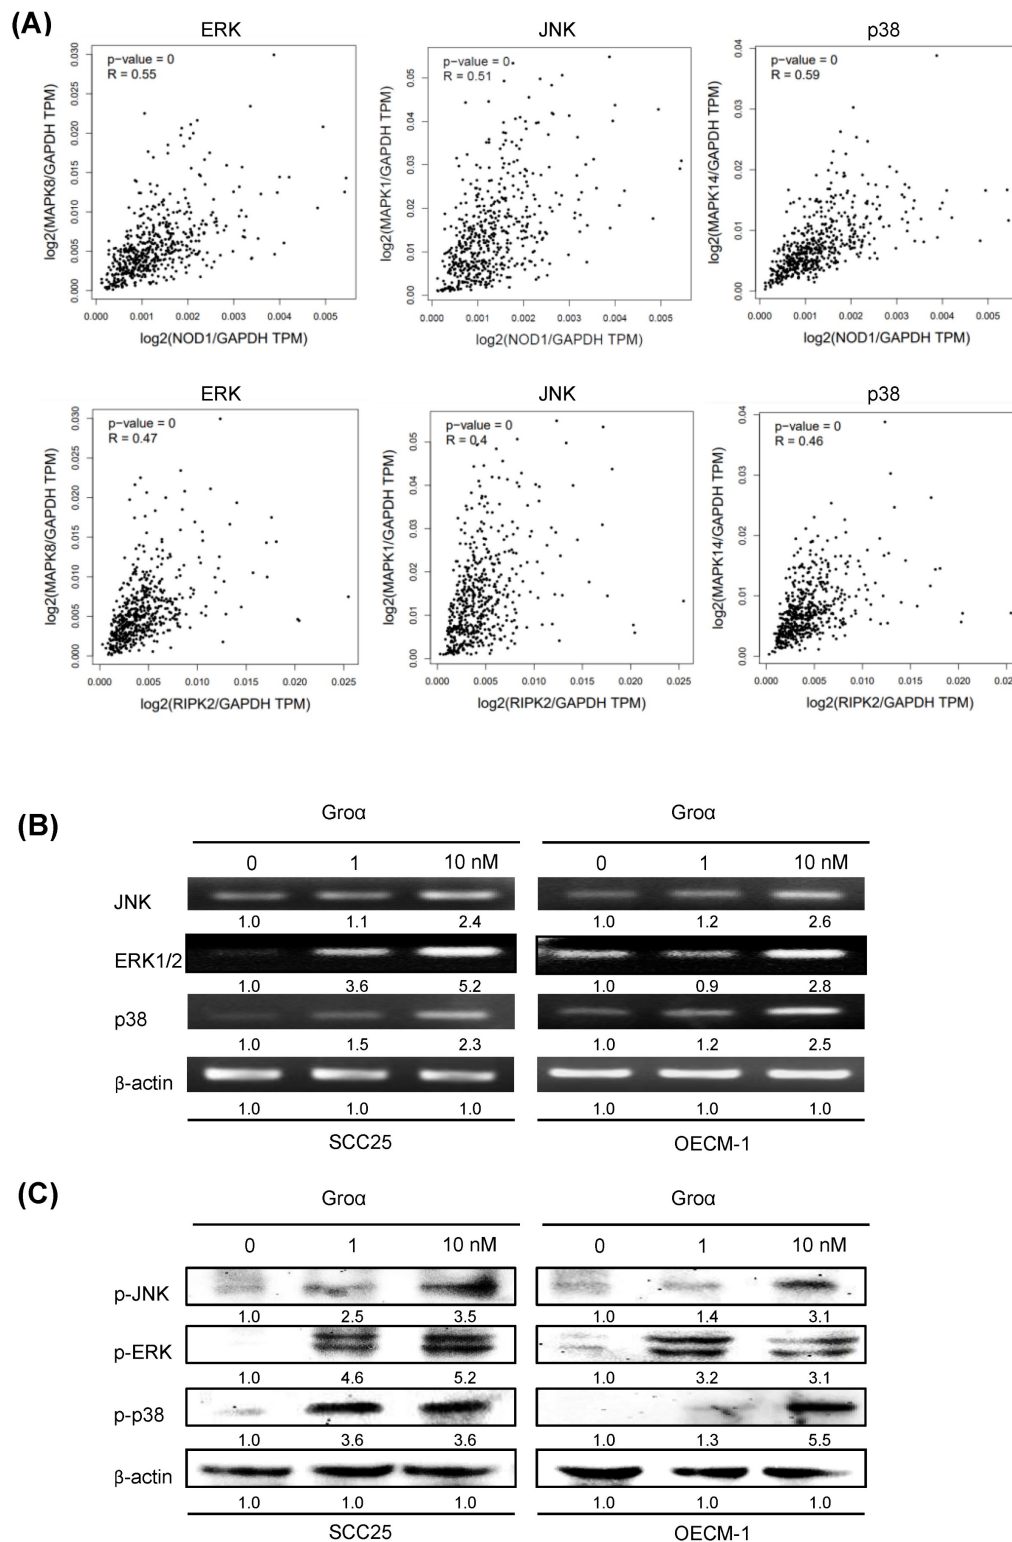 (A)
ERK
JNK
p38
p−value = 0
R = 0.55
log2(MAPK8/GAPDH TPM)
0.000 0.005 0.010 0.015 0.020 0.025 0.030
0.000 0.001 0.002 0.003 0.004 0.005
log2(NOD1/GAPDH TPM)
p−value = 0
R = 0.51
log2(MAPK1/GAPDH TPM)
0.00 0.01 0.02 0.03 0.04 0.05
0.000 0.001 0.002 0.003 0.004 0.005
log2(NOD1/GAPDH TPM)
p−value = 0
R = 0.59
log2(MAPK14/GAPDH TPM)
0.00 0.01 0.02 0.03 0.04
0.000 0.001 0.002 0.003 0.004 0.005
log2(NOD1/GAPDH TPM)
ERK
JNK
p38
p−value = 0
R = 0.47
log2(MAPK8/GAPDH TPM)
0.000 0.005 0.010 0.015 0.020 0.025 0.030
0.000 0.005 0.010 0.015 0.020 0.025
log2(RIPK2/GAPDH TPM)
p−value = 0
R = 0.4
log2(MAPK1/GAPDH TPM)
0.00 0.01 0.02 0.03 0.04 0.05
0.000 0.005 0.010 0.015 0.020 0.025
log2(RIPK2/GAPDH TPM)
p−value = 0
R = 0.46
log2(MAPK14/GAPDH TPM)
0.00 0.01 0.02 0.03 0.04
0.000 0.005 0.010 0.015 0.020 0.02
log2(RIPK2/GAPDH TPM)
(B)
Groα Groα
0 1 10 nM 0 1 10 nM
JNK
1.0 1.1 2.4 1.0 1.2 2.6
ERK1/2
1.0 3.6 5.2 1.0 0.9 2.8
p38
1.0 1.5 2.3 1.0 1.2 2.5
β-actin
1.0 1.0 1.0 1.0 1.0 1.0
SCC25 OECM-1
(C)
Groα Groα
0 1 10 nM 0 1 10 nM
p-JNK
1.0 2.5 3.5 1.0 1.4 3.1
p-ERK
1.0 4.6 5.2 1.0 3.2 3.1
p-p38
1.0 3.6 3.6 1.0 1.3 5.5
β-actin
1.0 1.0 1.0 1.0 1.0 1.0
SCC25 OECM-1